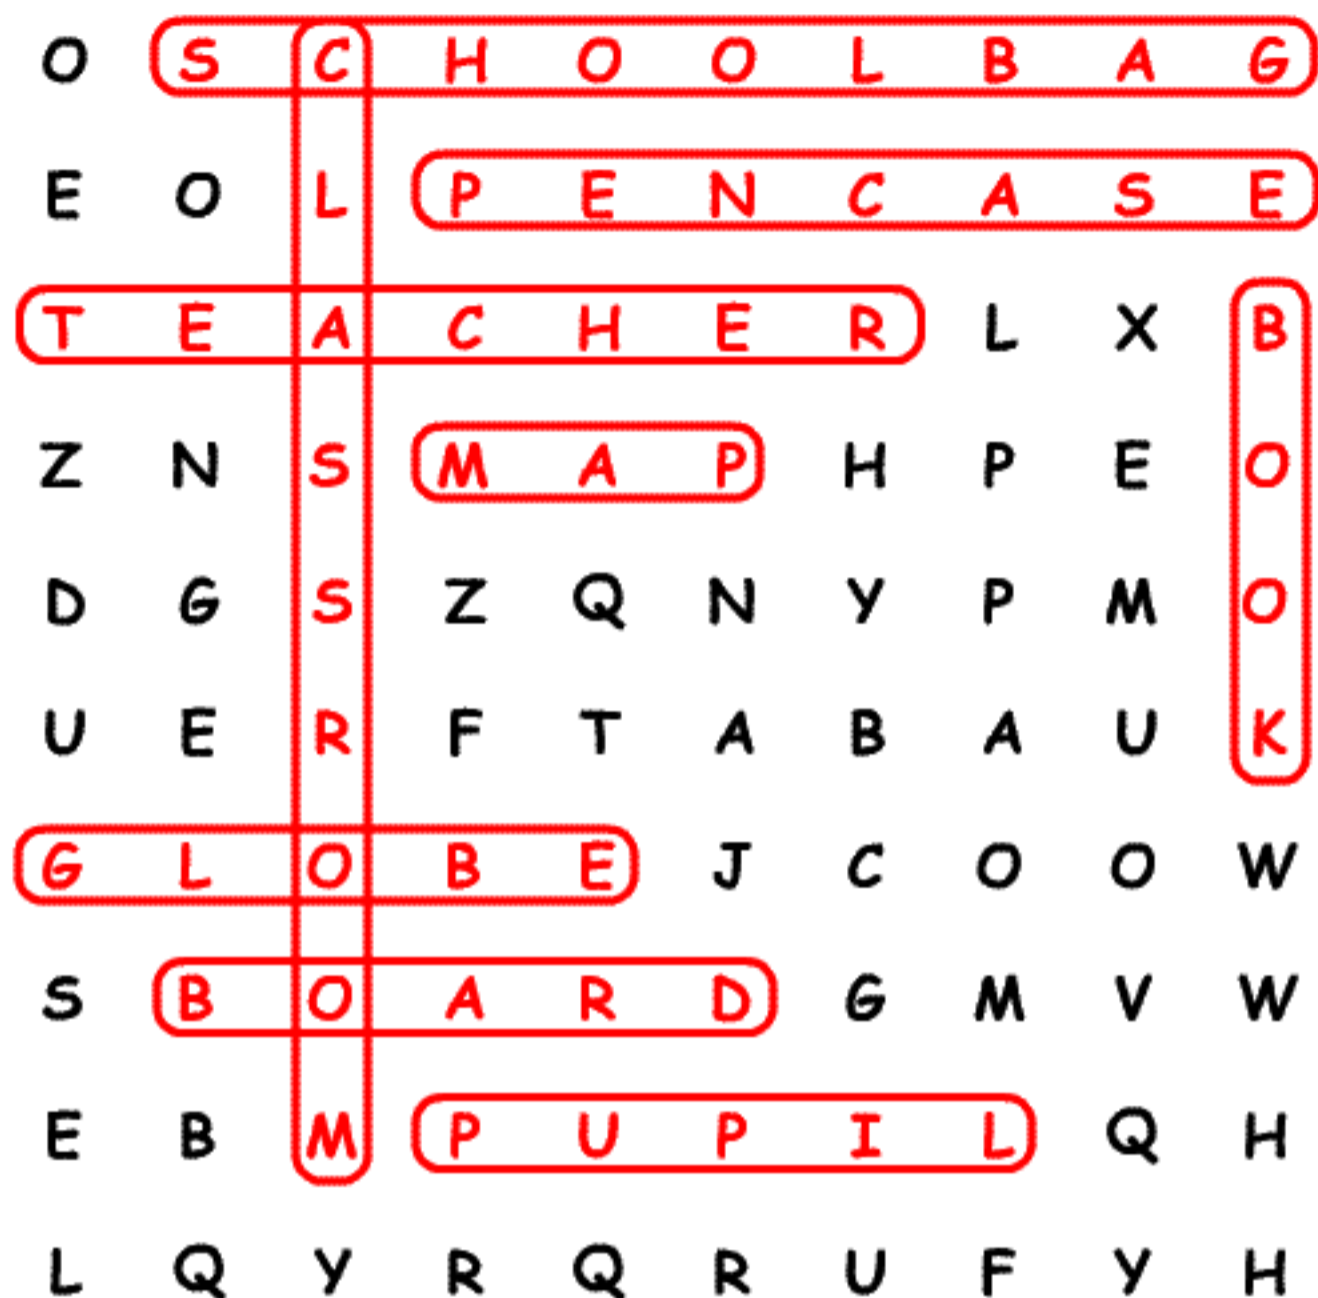 O S C H O O L B A G
E O L P E N C A S E
T E A C H E R L X B
Z N S M A P H P E O
D G S Z Q N Y P M O
U E R F T A B A U K
G L O B E J C O O W
S B O A R D G M V W
E B M P U P I L Q H
L Q Y R Q R U F Y H